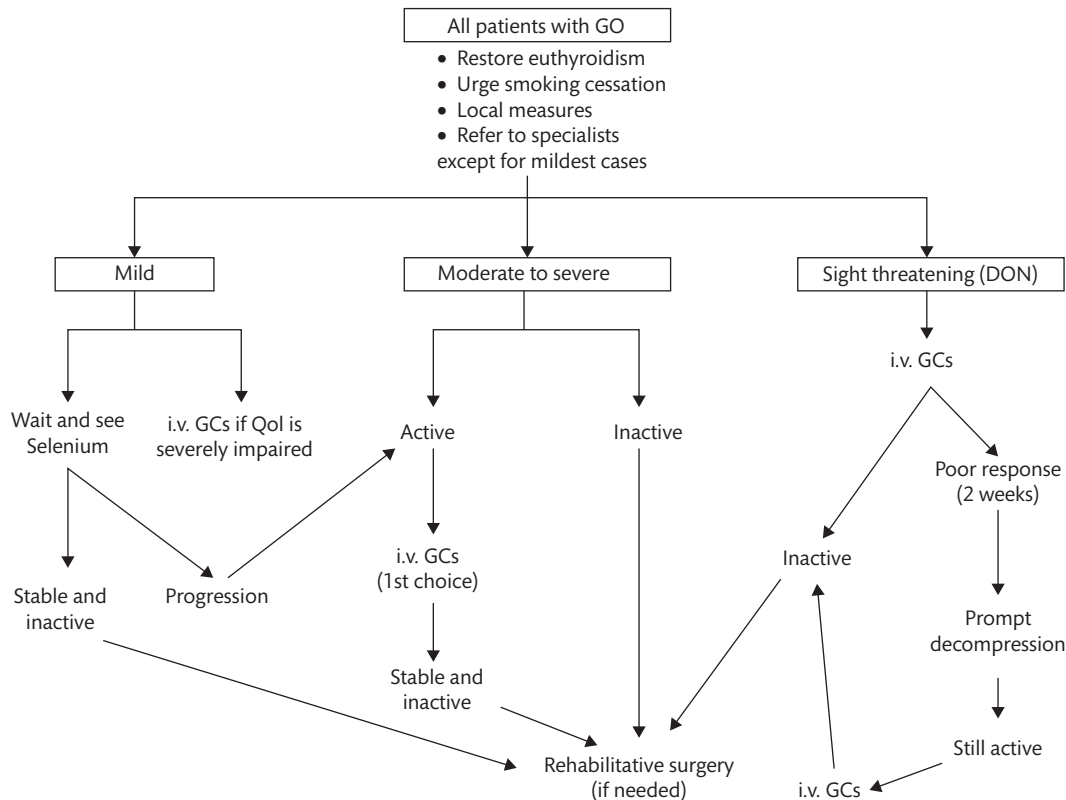 All patients with GO
• Restore euthyroidism
• Urge smoking cessation
• Local measures
• Refer to specialists
except for mildest cases
Mild
Moderate to severe
Sight threatening (DON)
i.v. GCs
Wait and see
Selenium
i.v. GCs if Qol is
severely impaired
Active
Inactive
Poor response
(2 weeks)
i.v. GCs
(1st choice)
Inactive
Stable and
inactive
Progression
Prompt
decompression
Stable and
inactive
Still active
Rehabilitative surgery
(if needed)
i.v. GCs